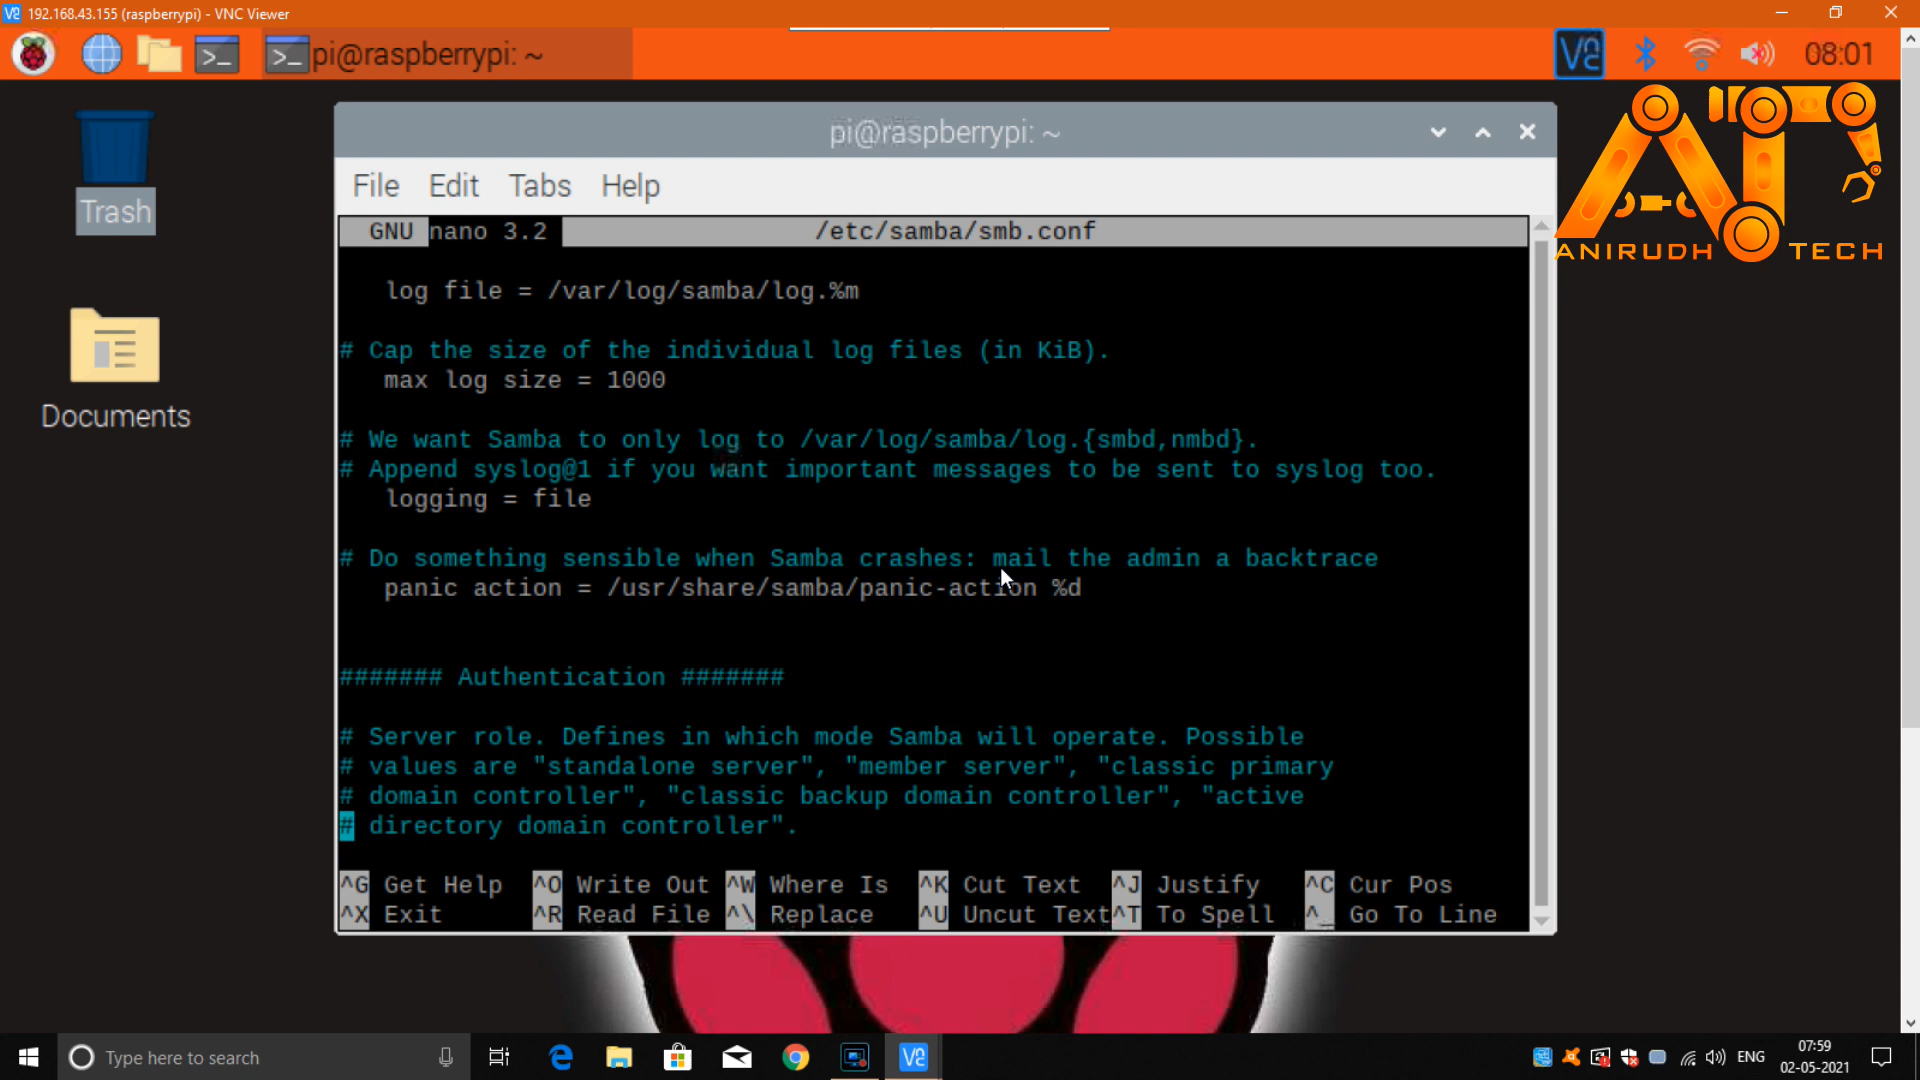 192.168.43.155 (raspberrypi) - VNC Viewer
pi@raspberrypi: ~
08:01
Trash
Documents
pi@raspberrypi: ~
File Edit Tabs Help
GNU nano 3.2 /etc/samba/smb.conf
log file = /var/log/samba/log.%m
# Cap the size of the individual log files (in KiB).
max log size = 1000
# We want Samba to only log to /var/log/samba/log.{smbd,nmbd}.
# Append syslog@1 if you want important messages to be sent to syslog too.
logging = file
# Do something sensible when Samba crashes: mail the admin a backtrace
panic action = /usr/share/samba/panic-action %d
####### Authentication #######
# Server role. Defines in which mode Samba will operate. Possible
# values are "standalone server", "member server", "classic primary
# domain controller", "classic backup domain controller", "active
# directory domain controller".
^G Get Help ^O Write Out ^W Where Is ^K Cut Text ^J Justify ^C Cur Pos
^X Exit ^R Read File ^\ Replace ^U Uncut Text ^T To Spell ^_ Go To Line
ANIRUDH TECH
Type here to search
ENG
07:59
02-05-2021